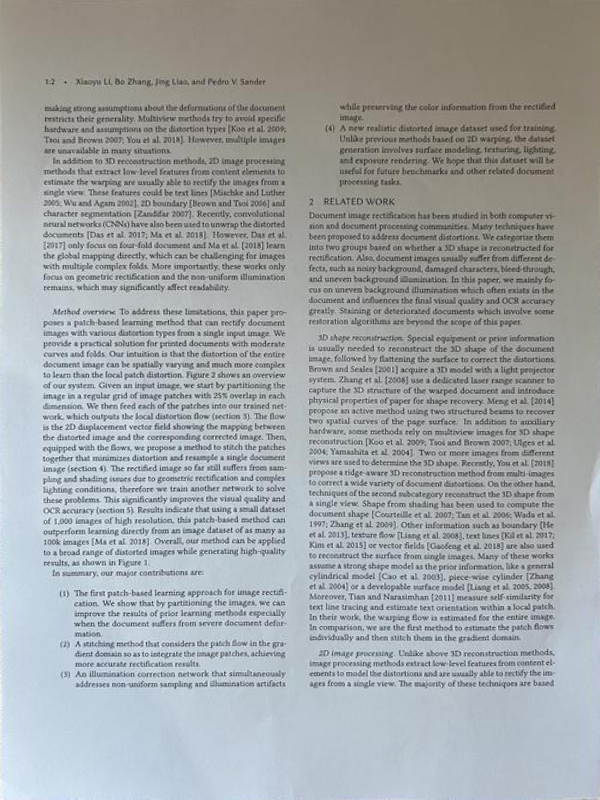 1:2 • Xiaoyu Li, Bo Zhang, Jing Liao, and Pedro V. Sander
making strong assumptions about the deformations of the document
restricts their generality. Multiview methods try to avoid specific
hardware and assumptions on the distortion types [Koo et al. 2009;
Tsoi and Brown 2007; You et al. 2018]. However, multiple images
are unavailable in many situations.
In addition to 3D reconstruction methods, 2D image processing
methods that extract low-level features from content elements to
estimate the warping are usually able to rectify the images from a
single view. These features could be text lines [Mischke and Luther
2005; Wu and Agam 2002], 2D boundary [Brown and Tsoi 2006] and
character segmentation [Zandifar 2007]. Recently, convolutional
neural networks (CNNs) have also been used to unwrap the distorted
documents [Das et al. 2017; Ma et al. 2018]. However, Das et al.
[2017] only focus on four-fold document and Ma et al. [2018] learn
the global mapping directly, which can be challenging for images
with multiple complex folds. More importantly, these works only
focus on geometric rectification and the non-uniform illumination
remains, which may significantly affect readability.
Method overview. To address these limitations, this paper pro-
poses a patch-based learning method that can rectify document
images with various distortion types from a single input image. We
provide a practical solution for printed documents with moderate
curves and folds. Our intuition is that the distortion of the entire
document image can be spatially varying and much more complex
to learn than the local patch distortion. Figure 2 shows an overview
of our system. Given an input image, we start by partitioning the
image in a regular grid of image patches with 25% overlap in each
dimension. We then feed each of the patches into our trained net-
work, which outputs the local distortion flow (section 3). The flow
is the 2D displacement vector field showing the mapping between
the distorted image and the corresponding corrected image. Then,
equipped with the flows, we propose a method to stitch the patches
together that minimizes distortion and resample a single document
image (section 4). The rectified image so far still suffers from sam-
pling and shading issues due to geometric rectification and complex
lighting conditions, therefore we train another network to solve
these problems. This significantly improves the visual quality and
OCR accuracy (section 5). Results indicate that using a small dataset
of 1,000 images of high resolution, this patch-based method can
outperform learning directly from an image dataset of as many as
100k images [Ma et al. 2018]. Overall, our method can be applied
to a broad range of distorted images while generating high-quality
results, as shown in Figure 1.
In summary, our major contributions are:
(1) The first patch-based learning approach for image rectifi-
cation. We show that by partitioning the images, we can
improve the results of prior learning methods especially
when the document suffers from severe document defor-
mation.
(2) A stitching method that considers the patch flow in the gra-
dient domain so as to integrate the image patches, achieving
more accurate rectification results.
(3) An illumination correction network that simultaneously
addresses non-uniform sampling and illumination artifacts
while preserving the color information from the rectified
image.
(4) A new realistic distorted image dataset used for training.
Unlike previous methods based on 2D warping, the dataset
generation involves surface modeling, texturing, lighting,
and exposure rendering. We hope that this dataset will be
useful for future benchmarks and other related document
processing tasks.
2 RELATED WORK
Document image rectification has been studied in both computer vi-
sion and document processing communities. Many techniques have
been proposed to address document distortions. We categorize them
into two groups based on whether a 3D shape is reconstructed for
rectification. Also, document images usually suffer from different de-
fects, such as noisy background, damaged characters, bleed-through,
and uneven background illumination. In this paper, we mainly fo-
cus on uneven background illumination which often exists in the
document and influences the final visual quality and OCR accuracy
greatly. Staining or deteriorated documents which involve some
restoration algorithms are beyond the scope of this paper.
3D shape reconstruction. Special equipment or prior information
is usually needed to reconstruct the 3D shape of the document
image, followed by flattening the surface to correct the distortions.
Brown and Seales [2001] acquire a 3D model with a light projector
system. Zhang et al. [2008] use a dedicated laser range scanner to
capture the 3D structure of the warped document and introduce
physical properties of paper for shape recovery. Meng et al. [2014]
propose an active method using two structured beams to recover
two spatial curves of the page surface. In addition to auxiliary
hardware, some methods rely on multiview images for 3D shape
reconstruction [Koo et al. 2009; Tsoi and Brown 2007; Ulges et al.
2004; Yamashita et al. 2004]. Two or more images from different
views are used to determine the 3D shape. Recently, You et al. [2018]
propose a ridge-aware 3D reconstruction method from multi-images
to correct a wide variety of document distortions. On the other hand,
techniques of the second subcategory reconstruct the 3D shape from
a single view. Shape from shading has been used to compute the
document shape [Courteille et al. 2007; Tan et al. 2006; Wada et al.
1997; Zhang et al. 2009]. Other information such as boundary [He
et al. 2013], texture flow [Liang et al. 2008], text lines [Kil et al. 2017;
Kim et al. 2015] or vector fields [Gaofeng et al. 2018] are also used
to reconstruct the surface from single images. Many of these works
assume a strong shape model as the prior information, like a general
cylindrical model [Cao et al. 2003], piece-wise cylinder [Zhang
et al. 2004] or a developable surface model [Liang et al. 2005, 2008].
Moreover, Tian and Narasimhan [2011] measure self-similarity for
text line tracing and estimate text orientation within a local patch.
In their work, the warping flow is estimated for the entire image.
In comparison, we are the first method to estimate the patch flows
individually and then stitch them in the gradient domain.
2D image processing. Unlike above 3D reconstruction methods,
image processing methods extract low-level features from content el-
ements to model the distortions and are usually able to rectify the im-
ages from a single view. The majority of these techniques are based